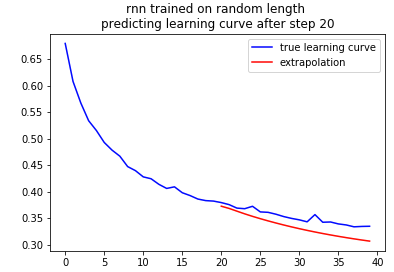 rnn trained on random length
predicting learning curve after step 20
true learning curve
extrapolation
0.65
0.60
0.55
0.50
0.45
0.40
0.35
0.30
0 5 10 15 20 25 30 35 40